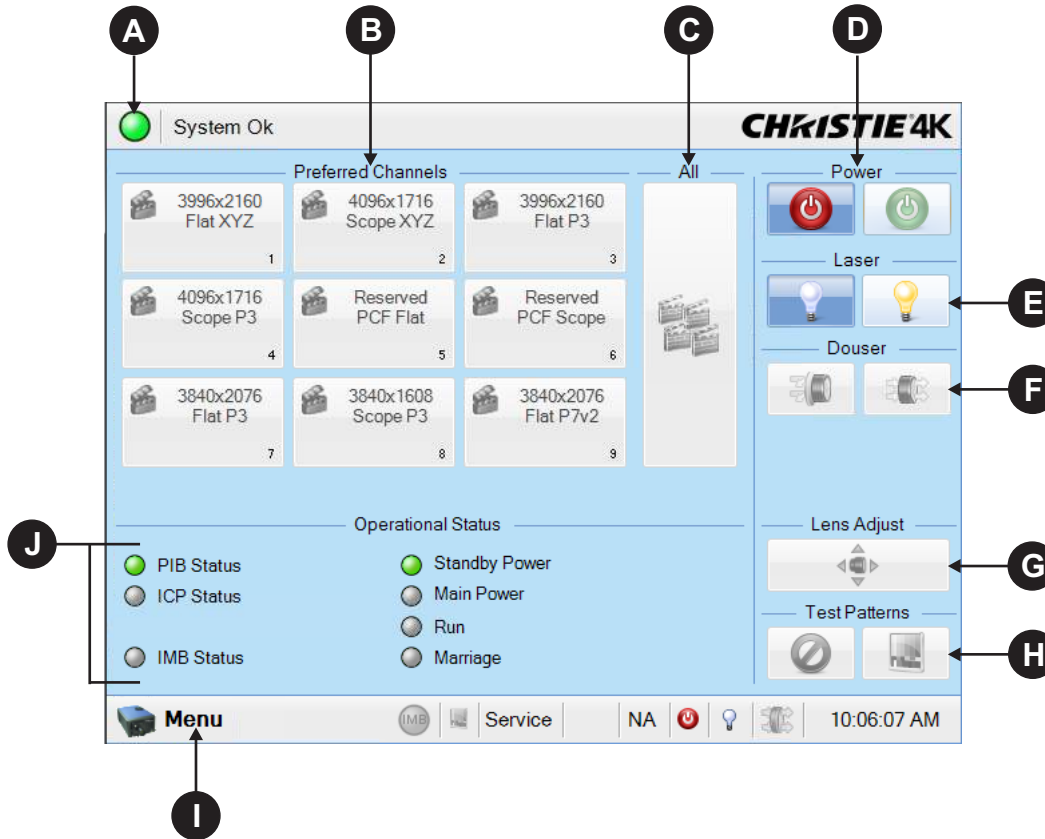 A
B
C
D
System Ok
CHRISTIE 4K
Preferred Channels
All
Power
3996x2160
Flat XYZ
1
4096x1716
Scope XYZ
2
3996x2160
Flat P3
3
Laser
4096x1716
Scope P3
4
Reserved
PCF Flat
5
Reserved
PCF Scope
6
E
Douser
F
3840x2076
Flat P3
7
3840x1608
Scope P3
8
3840x2076
Flat P7v2
9
Operational Status
Lens Adjust
J
PIB Status
Standby Power
G
ICP Status
Main Power
Test Patterns
Run
IMB Status
Marriage
H
Menu
IMB
Service
NA
10:06:07 AM
I